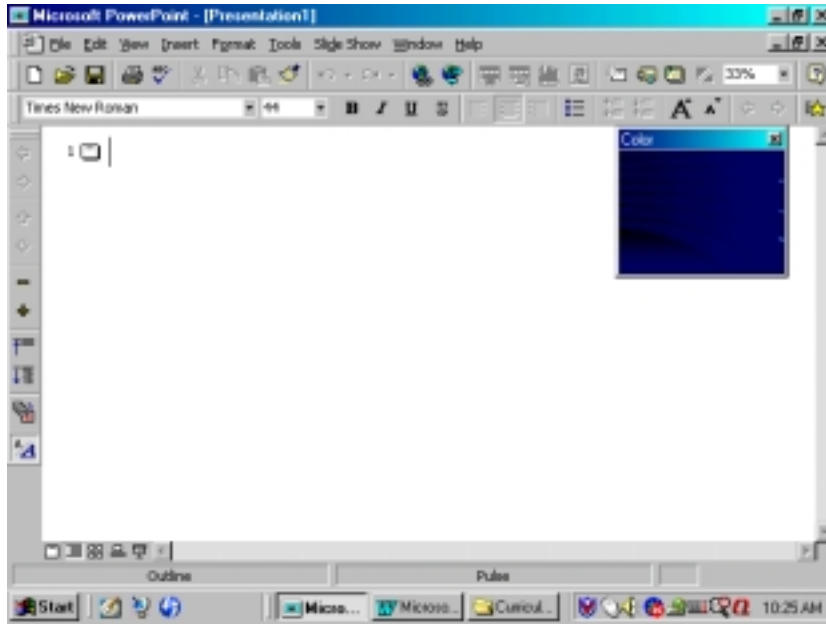 Microsoft PowerPoint - [Presentation1]
File Edit View Insert Format Tools Slide Show Window Help
33%
Times New Roman 44 B I U S A A
Color
1
Outline Pulse
Start Micro... Microso... Curricul... 10:25 AM